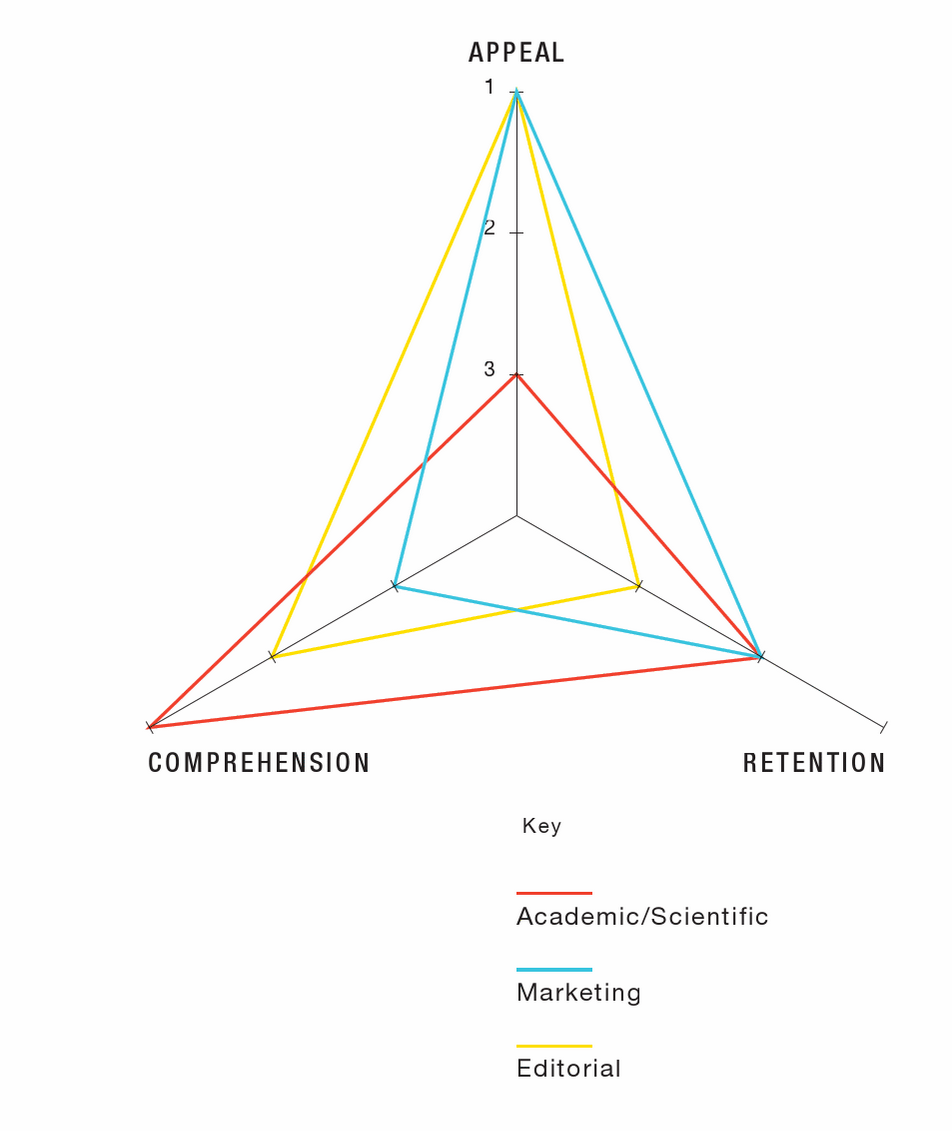 APPEAL
1
2
3
COMPREHENSION
RETENTION
Key
Academic/Scientific
Marketing
Editorial